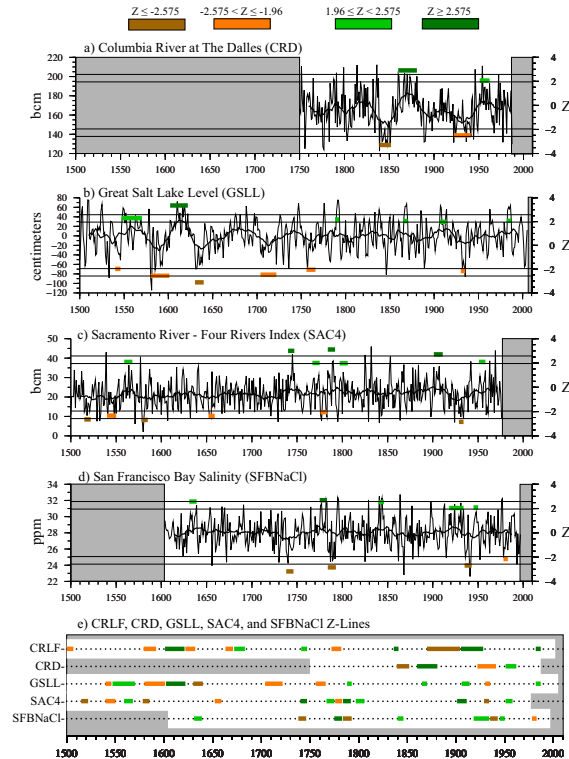 Z ≤ -2.575 -2.575 < Z ≤ -1.96 1.96 ≤ Z < 2.575 Z ≥ 2.575
a) Columbia River at The Dalles (CRD)
220 200 180 160 140 120
bcm
4 2 0 −2 −4
Z
1500 1550 1600 1650 1700 1750 1800 1850 1900 1950 2000
b) Great Salt Lake Level (GSLL)
80 60 40 20 0 −20 −40 −60 −80 −100 −120
centimeters
4 2 0 −2 −4
Z
1500 1550 1600 1650 1700 1750 1800 1850 1900 1950 2000
c) Sacramento River - Four Rivers Index (SAC4)
50 40 30 20 10 0
bcm
4 2 0 −2 −4
Z
1500 1550 1600 1650 1700 1750 1800 1850 1900 1950 2000
d) San Francisco Bay Salinity (SFBNaCl)
34 32 30 28 26 24 22
ppm
4 2 0 −2 −4
Z
1500 1550 1600 1650 1700 1750 1800 1850 1900 1950 2000
e) CRLF, CRD, GSLL, SAC4, and SFBNaCl Z-Lines
CRLF-
CRD-
GSLL-
SAC4-
SFBNaCl-
1500 1550 1600 1650 1700 1750 1800 1850 1900 1950 2000